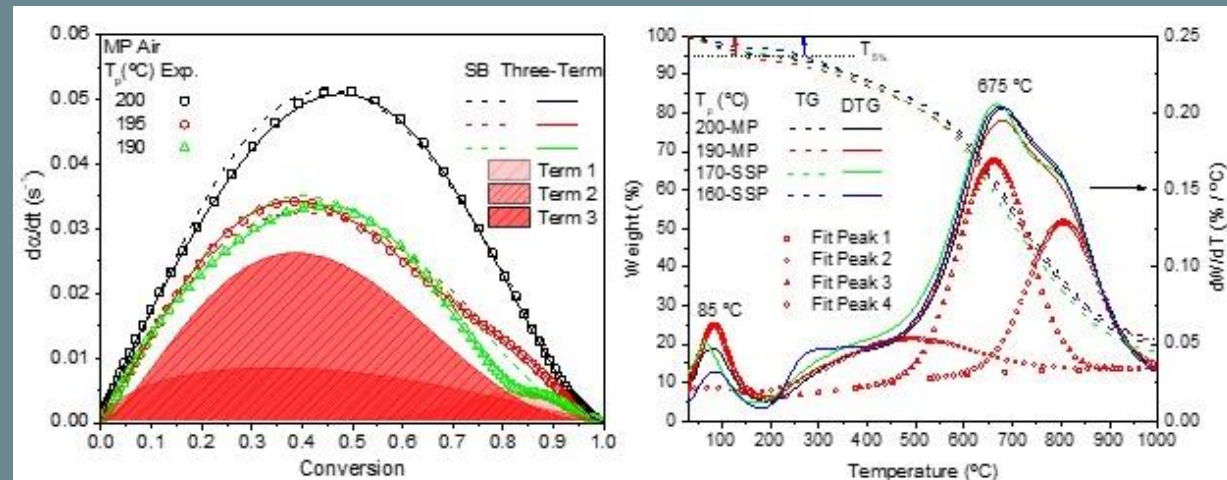 MP Air
Tp(ºC) Exp.
200
195
190
SB Three-Term
Term 1
Term 2
Term 3
0.06
0.05
0.04
0.03
0.02
0.01
0.00
dα/dt (s⁻¹)
0.0 0.1 0.2 0.3 0.4 0.5 0.6 0.7 0.8 0.9 1.0
Conversion
100
90
80
70
60
50
40
30
20
10
0
Weight (%)
T5%
675 ºC
Tp (ºC) TG DTG
200-MP
190-MP
170-SSP
160-SSP
Fit Peak 1
Fit Peak 2
Fit Peak 3
Fit Peak 4
85 ºC
0.25
0.20
0.15
0.10
0.05
0.00
dW/dT (% / ºC)
100 200 300 400 500 600 700 800 900 1000
Temperature (ºC)